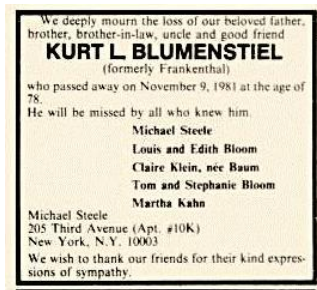 We deeply mourn the loss of our beloved father,
brother, brother-in-law, uncle and good friend
KURT L. BLUMENSTIEL
(formerly Frankenthal)
who passed away on November 9, 1981 at the age of
78.
He will be missed by all who knew him.
Michael Steele
Louis and Edith Bloom
Claire Klein, née Baum
Tom and Stephanie Bloom
Martha Kahn
Michael Steele
205 Third Avenue (Apt. #10K)
New York, N.Y. 10003
We wish to thank our friends for their kind expres-
sions of sympathy.